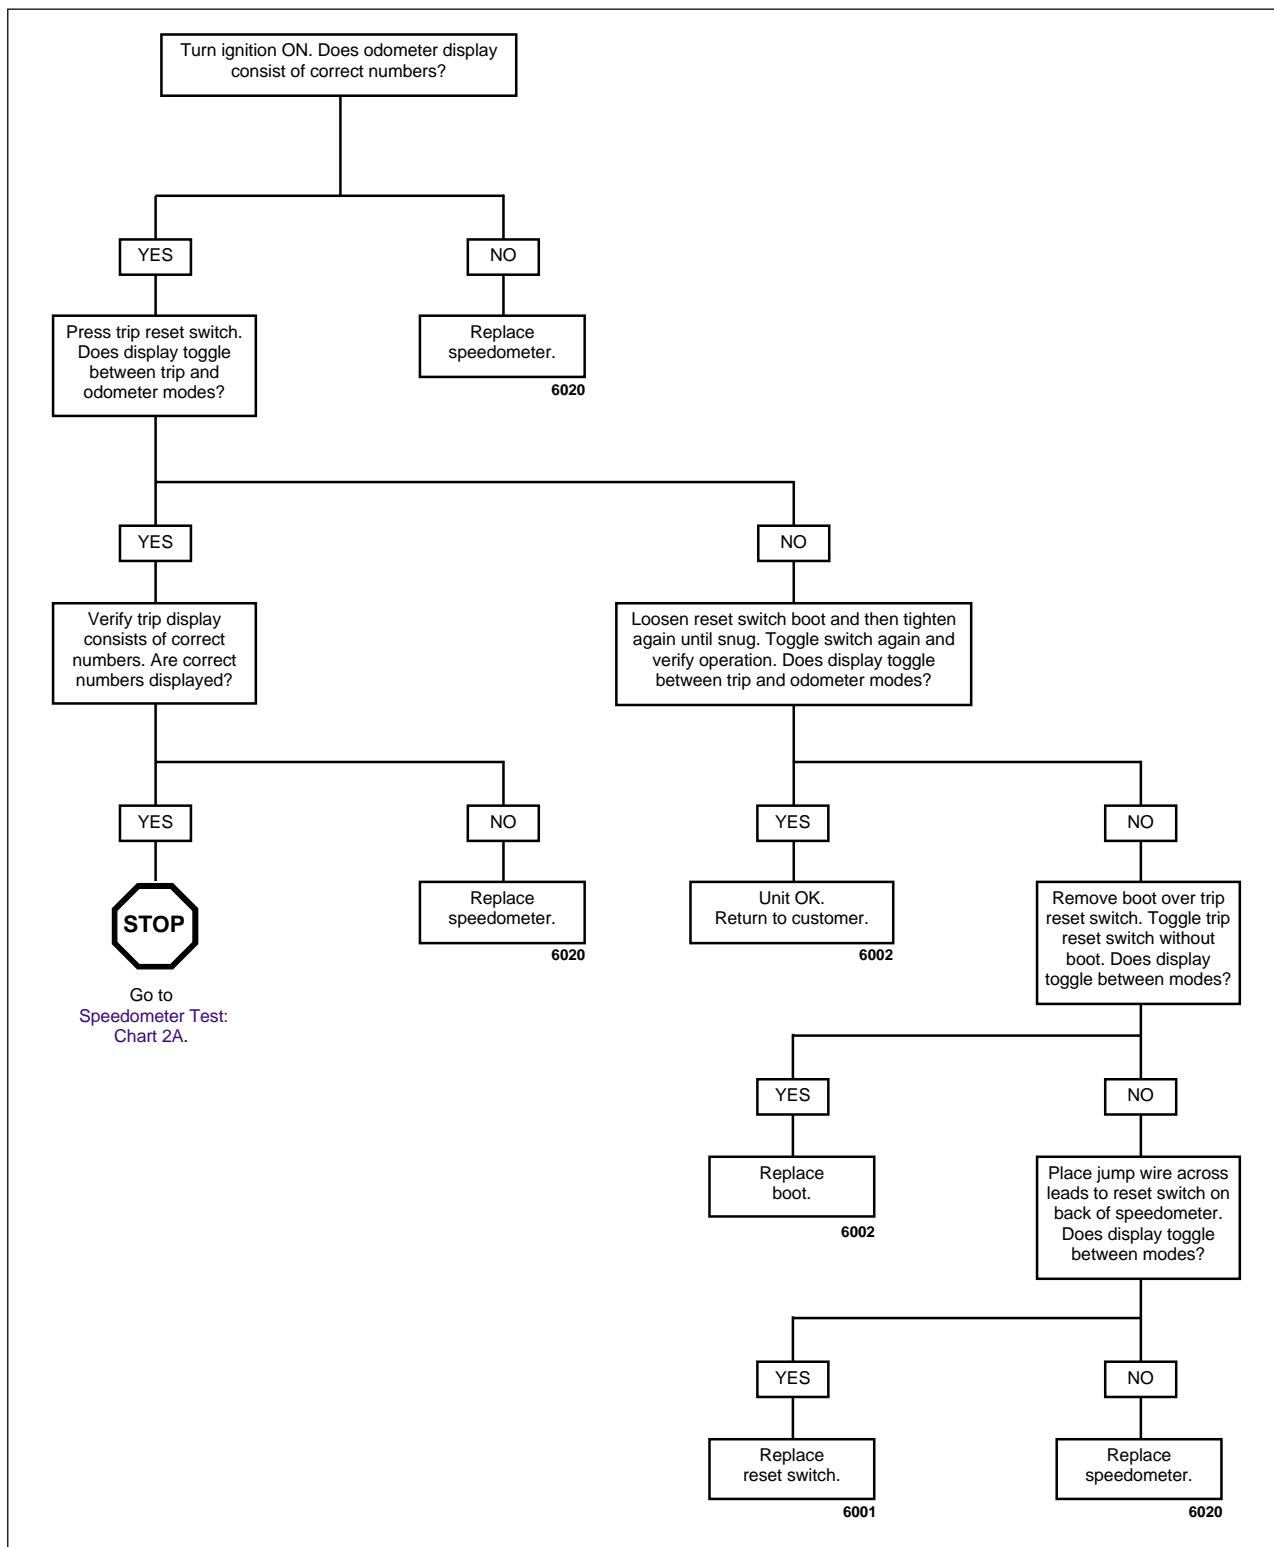 Turn ignition ON. Does odometer display
consist of correct numbers?
YES
NO
Press trip reset switch.
Does display toggle
between trip and
odometer modes?
Replace
speedometer.
6020
YES
NO
Verify trip display
consists of correct
numbers. Are correct
numbers displayed?
Loosen reset switch boot and then tighten
again until snug. Toggle switch again and
verify operation. Does display toggle
between trip and odometer modes?
YES
NO
YES
NO
STOP
Go to
Speedometer Test:
Chart 2A.
Replace
speedometer.
6020
Unit OK.
Return to customer.
6002
Remove boot over trip
reset switch. Toggle trip
reset switch without
boot. Does display
toggle between modes?
YES
NO
Replace
boot.
6002
Place jump wire across
leads to reset switch on
back of speedometer.
Does display toggle
between modes?
YES
NO
Replace
reset switch.
6001
Replace
speedometer.
6020